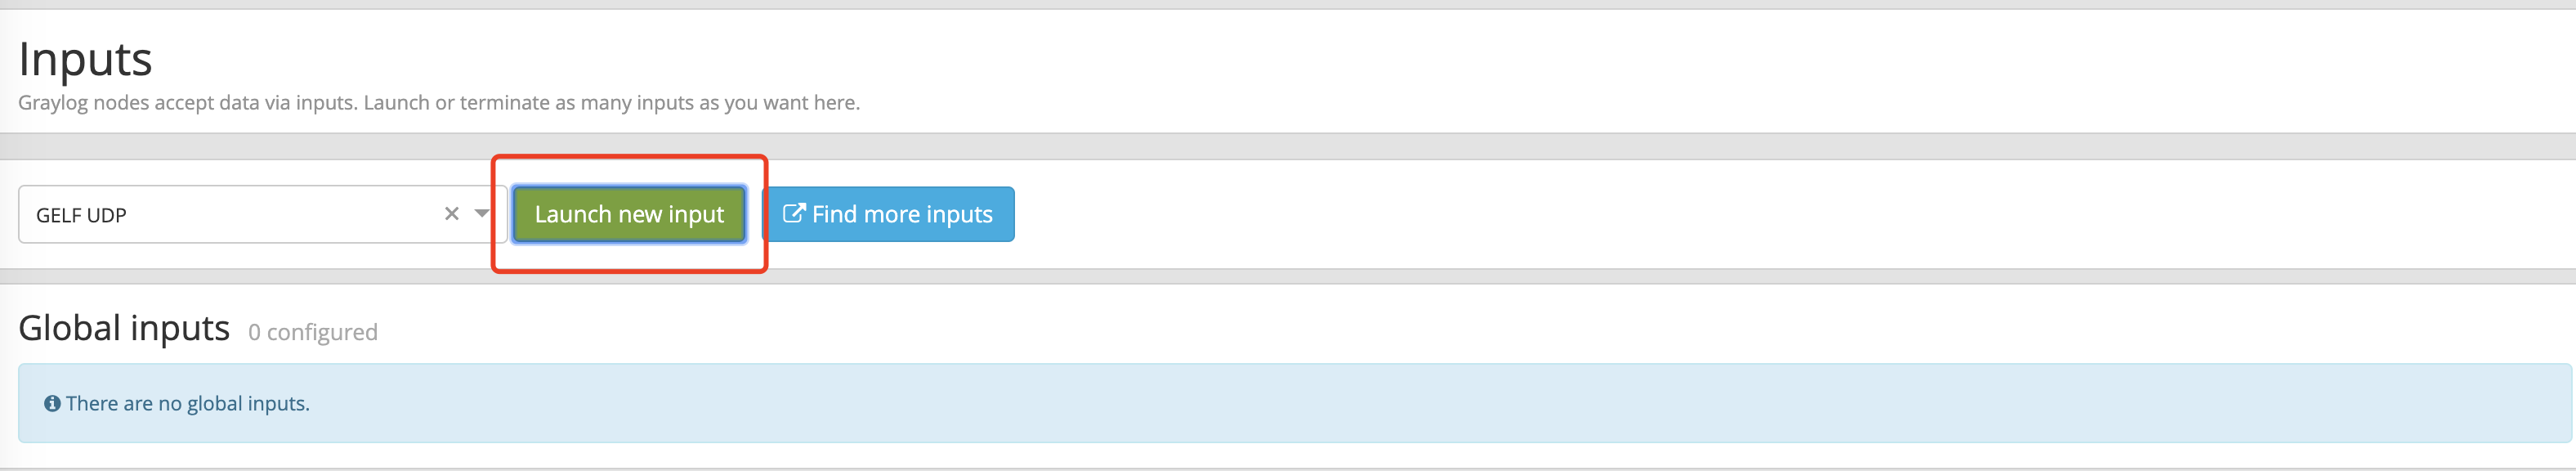 Inputs
Graylog nodes accept data via inputs. Launch or terminate as many inputs as you want here.
GELF UDP
Launch new input
Find more inputs
Global inputs 0 configured
There are no global inputs.